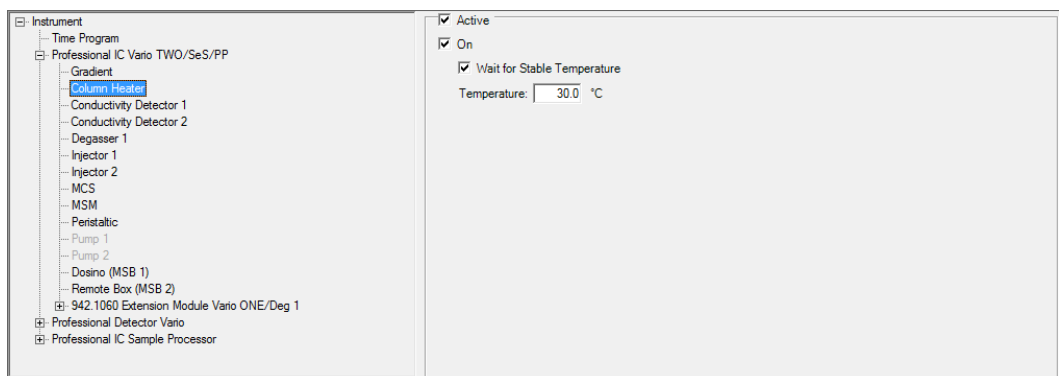 Instrument
Time Program
Professional IC Vario TWO/SeS/PP
Gradient
Column Heater
Conductivity Detector 1
Conductivity Detector 2
Degasser 1
Injector 1
Injector 2
MCS
MSM
Peristaltic
Pump 1
Pump 2
Dosino (MSB 1)
Remote Box (MSB 2)
942.1060 Extension Module Vario ONE/Deg 1
Professional Detector Vario
Professional IC Sample Processor
Active
On
Wait for Stable Temperature
Temperature: 30.0 °C